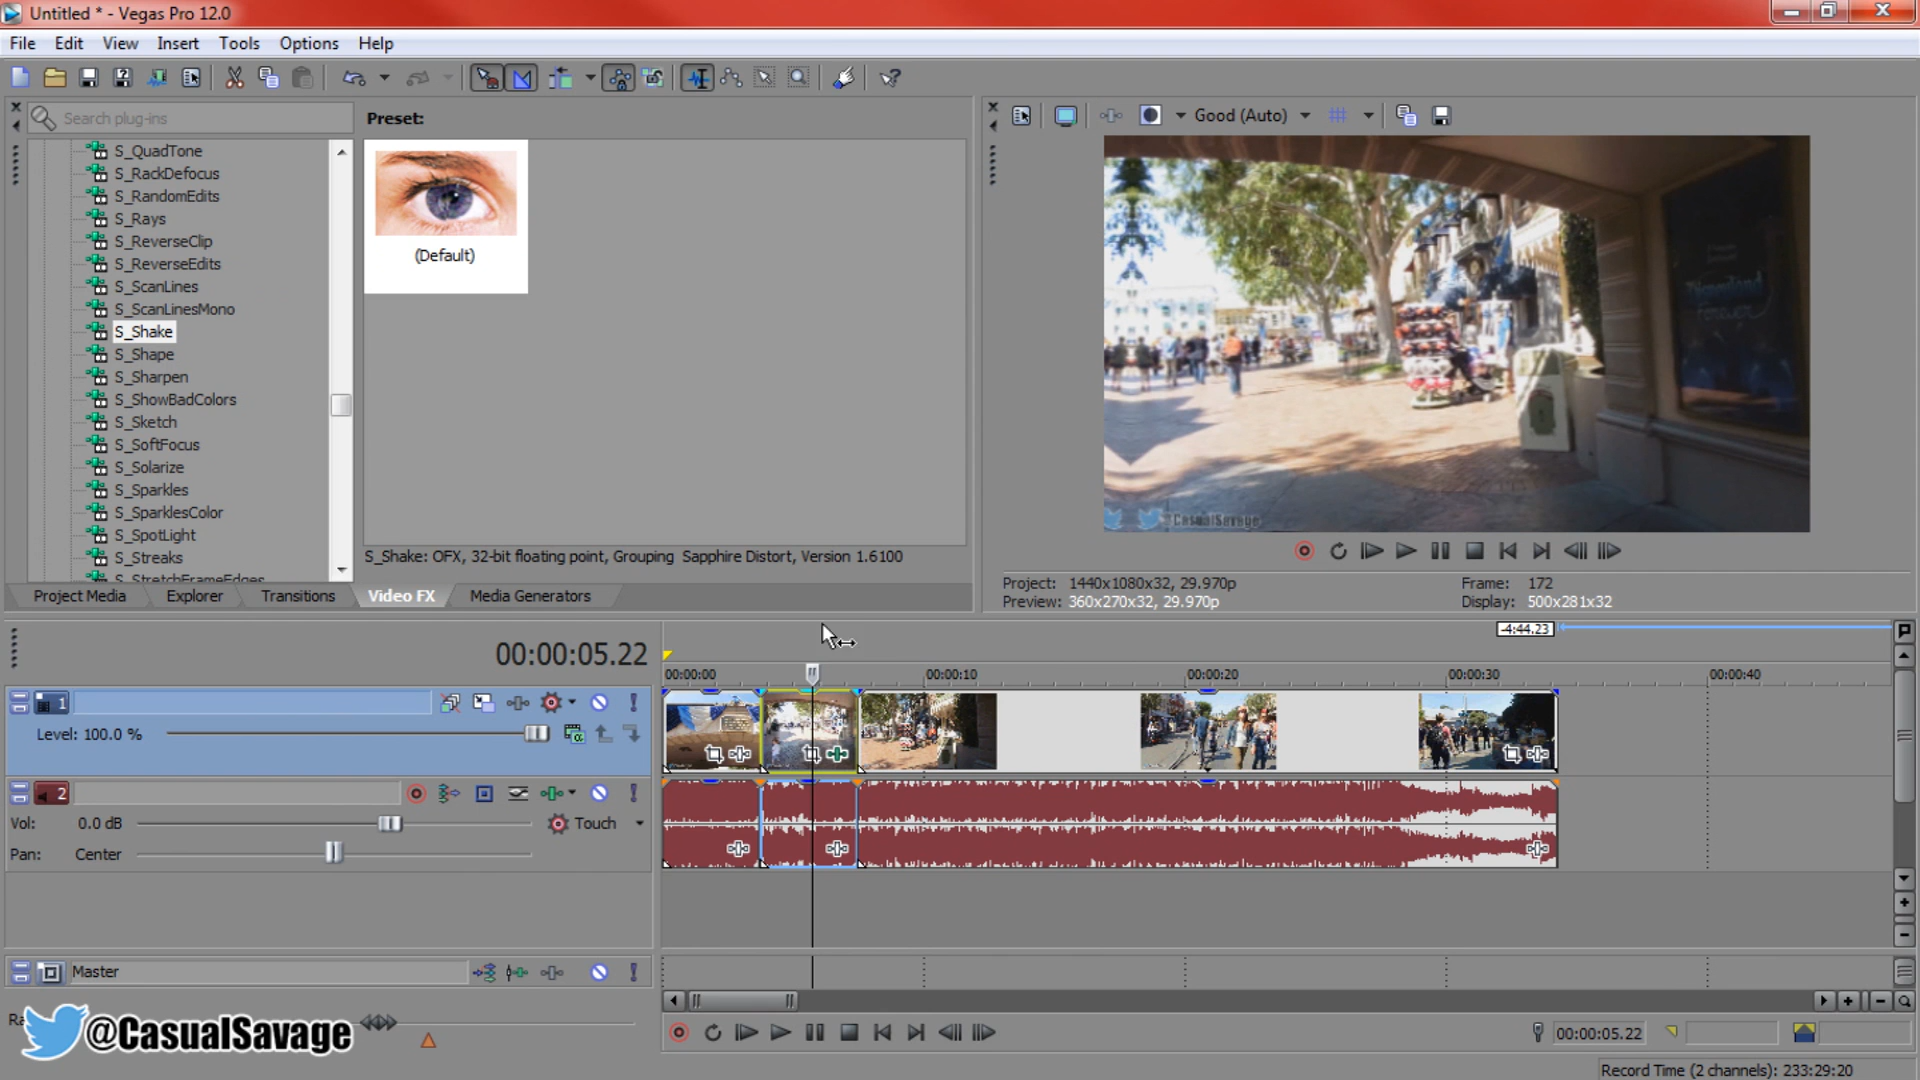 Untitled * - Vegas Pro 12.0
File Edit View Insert Tools Options Help
Search plug-ins
Preset:
Good (Auto)
S_QuadTone
S_RackDefocus
S_RandomEdits
S_Rays
S_ReverseClip
S_ReverseEdits
S_ScanLines
S_ScanLinesMono
S_Shake
S_Shape
S_Sharpen
S_ShowBadColors
S_Sketch
S_SoftFocus
S_Solarize
S_Sparkles
S_SparklesColor
S_SpotLight
S_Streaks
S_StretchFrameEdges
(Default)
S_Shake: OFX, 32-bit floating point, Grouping Sapphire Distort, Version 1.6100
Project Media Explorer Transitions Video FX Media Generators
Disneyland
Forever
@CasualSavage
Project: 1440x1080x32, 29.970p
Frame: 172
Preview: 360x270x32, 29.970p
Display: 500x281x32
-4:44.23
00:00:05.22
00:00:00 00:00:10 00:00:20 00:00:30 00:00:40
1
Level: 100.0 %
2
Vol: 0.0 dB Touch
Pan: Center
Master
@CasualSavage
00:00:05.22
Record Time (2 channels): 233:29:20